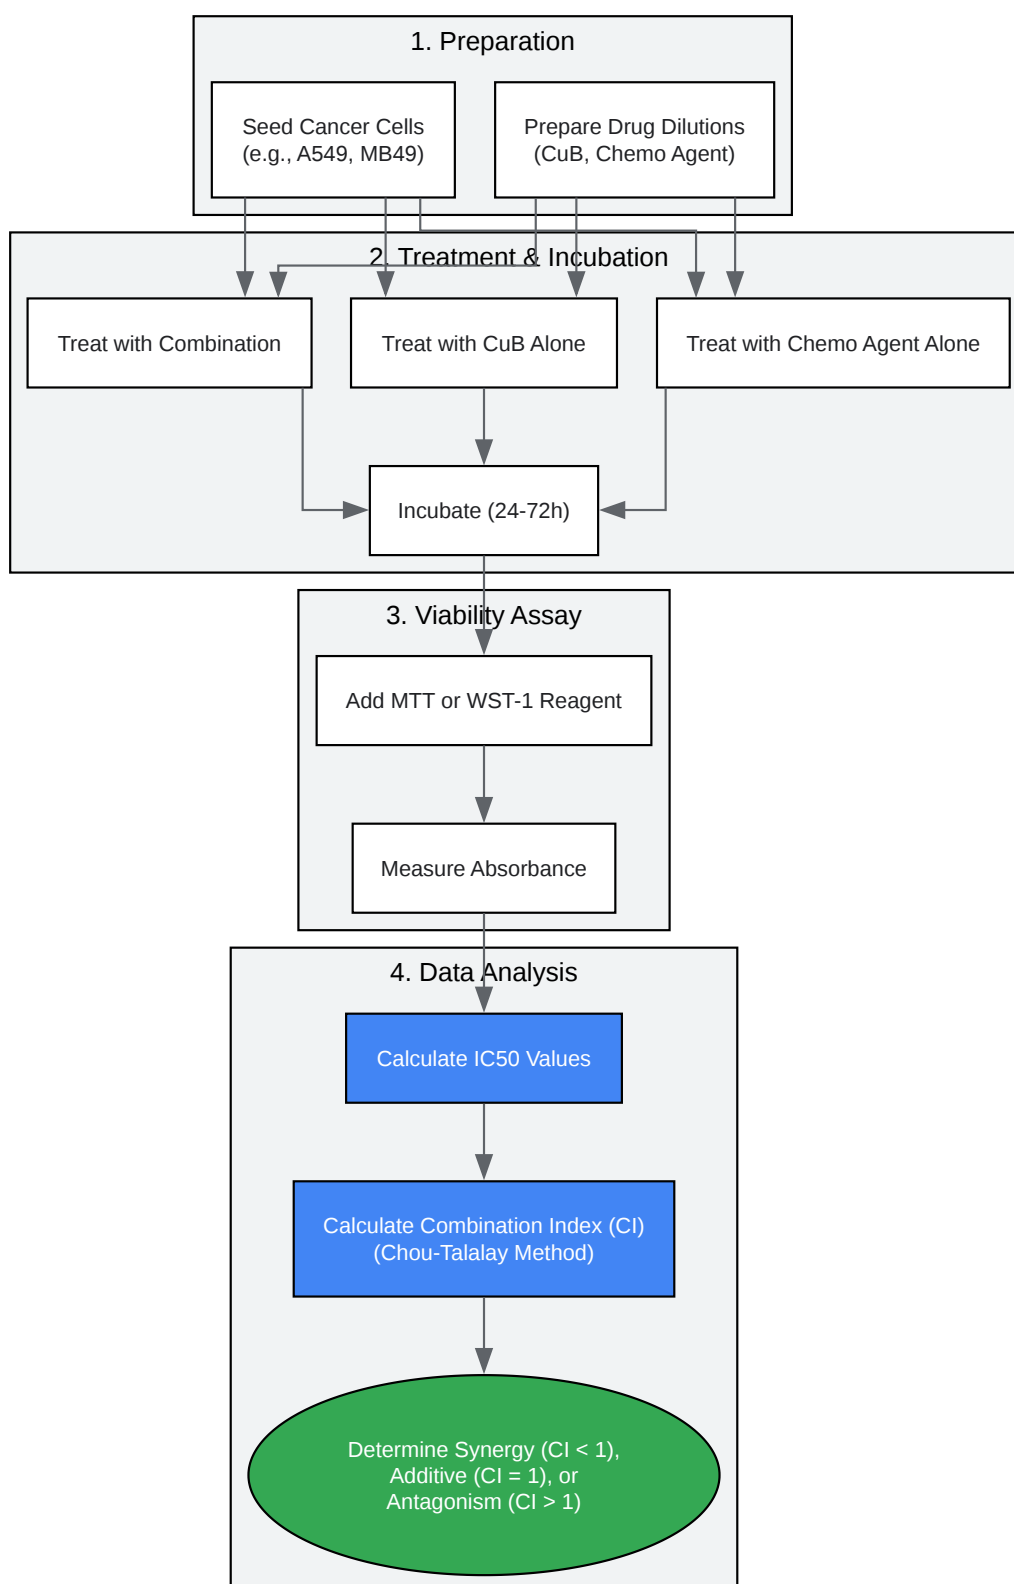 1. Preparation
Seed Cancer Cells
(e.g., A549, MB49)
Prepare Drug Dilutions
(CuB, Chemo Agent)
2. Treatment & Incubation
Treat with Combination
Treat with CuB Alone
Treat with Chemo Agent Alone
Incubate (24-72h)
3. Viability Assay
Add MTT or WST-1 Reagent
Measure Absorbance
4. Data Analysis
Calculate IC50 Values
Calculate Combination Index (CI)
(Chou-Talalay Method)
Determine Synergy (CI < 1),
Additive (CI = 1), or
Antagonism (CI > 1)